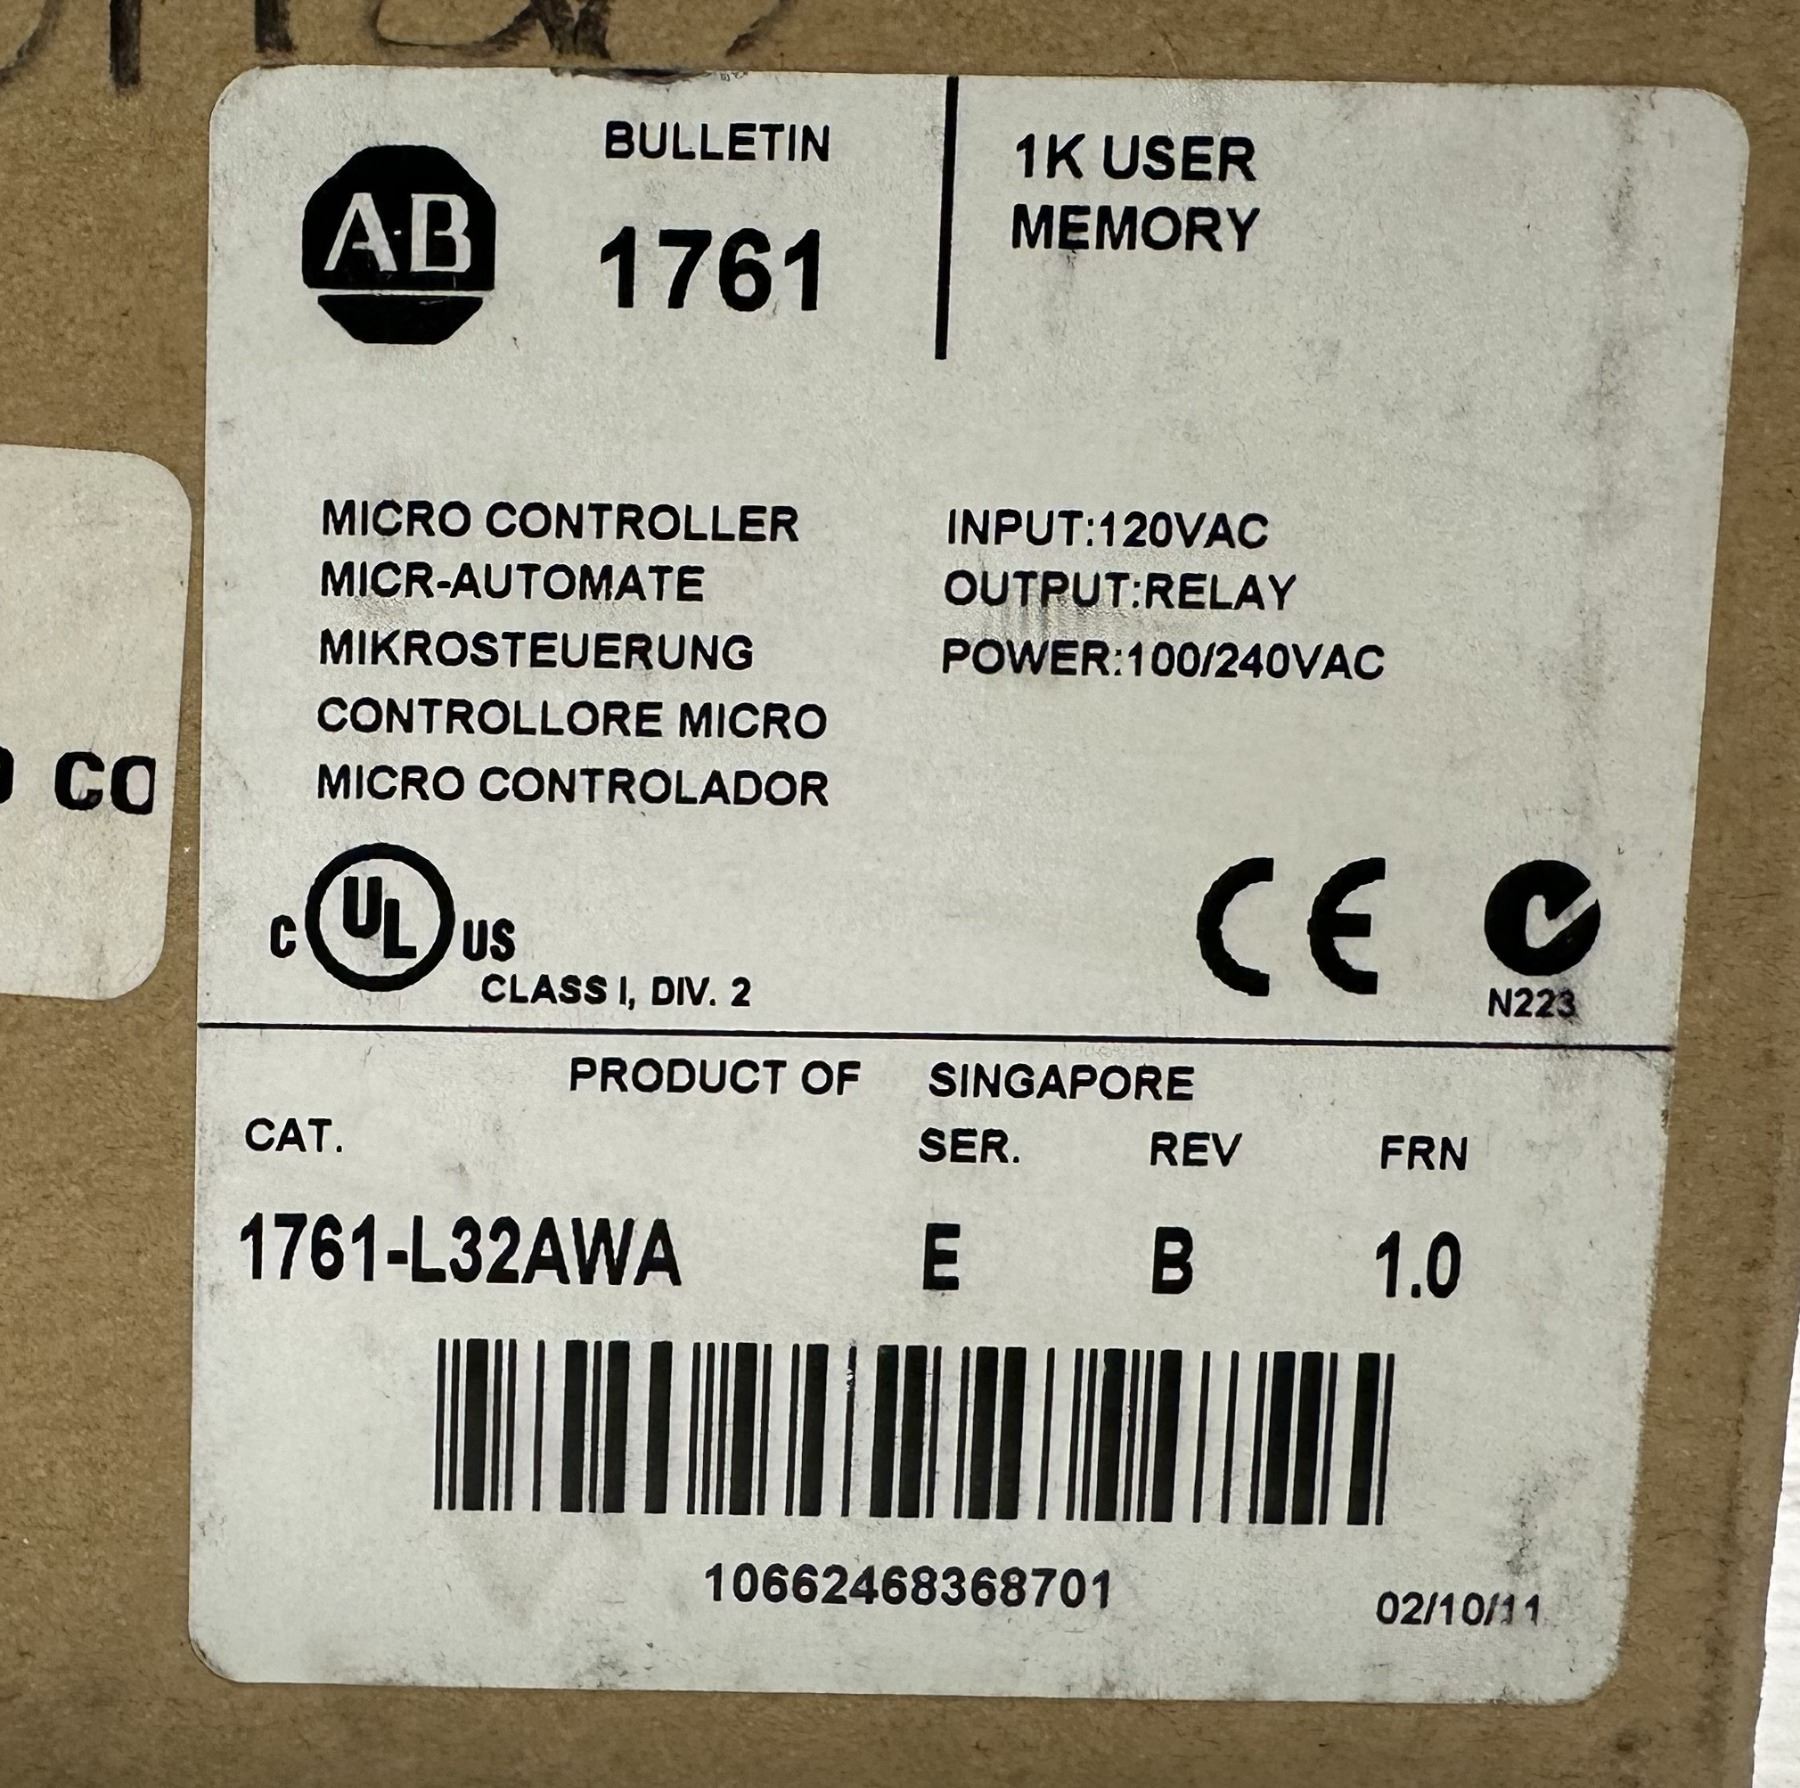 BULLETIN
1761
A·B
1K USER
MEMORY
MICRO CONTROLLER
MICR-AUTOMATE
MIKROSTEUERUNG
CONTROLLORE MICRO
MICRO CONTROLADOR
INPUT:120VAC
OUTPUT:RELAY
POWER:100/240VAC
CO
C UL US
CLASS I, DIV. 2
CE
N223
PRODUCT OF SINGAPORE
CAT. SER. REV FRN
1761-L32AWA E B 1.0
10662468368701
02/10/11